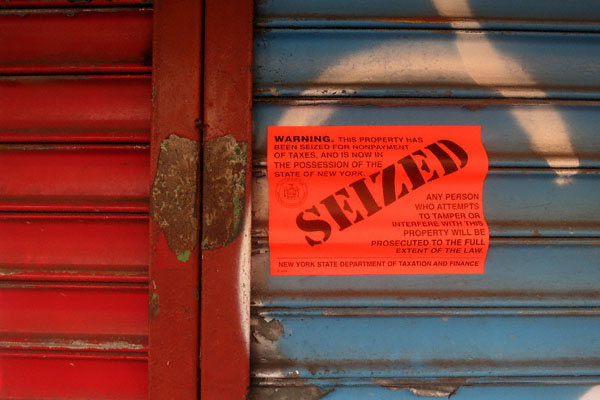 WARNING. THIS PROPERTY HAS
BEEN SEIZED FOR NONPAYMENT
OF TAXES, AND IS NOW IN
THE POSSESSION OF THE
STATE OF NEW YORK.
SEIZED
ANY PERSON
WHO ATTEMPTS
TO TAMPER OR
INTERFERE WITH THIS
PROPERTY WILL BE
PROSECUTED TO THE FULL
EXTENT OF THE LAW.
NEW YORK STATE DEPARTMENT OF TAXATION AND FINANCE